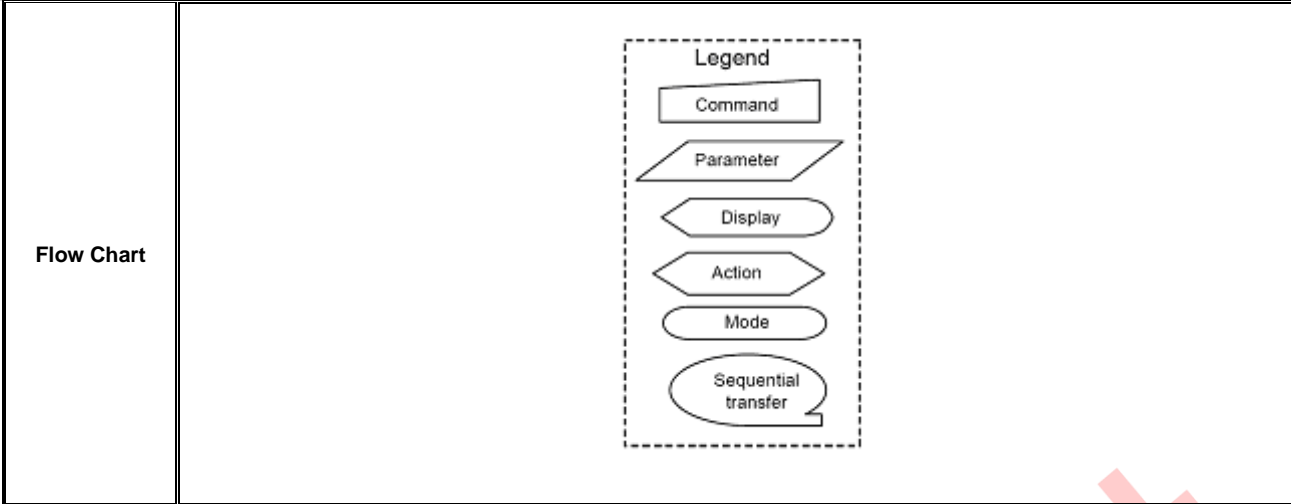 Flow Chart
Legend
Command
Parameter
Display
Action
Mode
Sequential
transfer